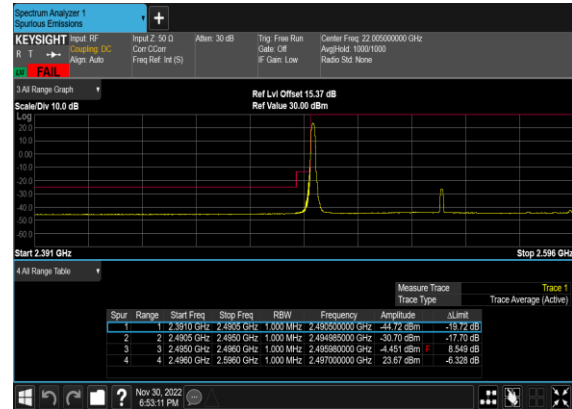 Spectrum Analyzer 1
Spurious Emissions
+
KEYSIGHT Input: RF Input Z: 50 Ω Atten: 30 dB Trig: Free Run Center Freq: 22.005000000 GHz
R T Coupling: DC Corr CCorr Gate: Off Avg|Hold: 1000/1000
Align: Auto Freq Ref: Int (S) IF Gain: Low Radio Std: None
LXI FAIL
3 All Range Graph
Ref Lvl Offset 15.37 dB
Scale/Div 10.0 dB Ref Value 30.00 dBm
Log
20.0
10.0
0.00
-10.0
-20.0
-30.0
-40.0
-50.0
-60.0
Start 2.391 GHz Stop 2.596 GHz
4 All Range Table
Measure Trace Trace 1
Trace Type Trace Average (Active)
Spur Range Start Freq Stop Freq RBW Frequency Amplitude ΔLimit
1 1 2.3910 GHz 2.4905 GHz 1.000 MHz 2.490500000 GHz -44.72 dBm -19.72 dB
2 2 2.4905 GHz 2.4950 GHz 1.000 MHz 2.494985000 GHz -30.70 dBm -17.70 dB
3 3 2.4950 GHz 2.4960 GHz 1.000 MHz 2.495980000 GHz -4.451 dBm F 8.549 dB
4 4 2.4960 GHz 2.5960 GHz 1.000 MHz 2.497000000 GHz 23.67 dBm -6.328 dB
? Nov 30, 2022
6:53:11 PM